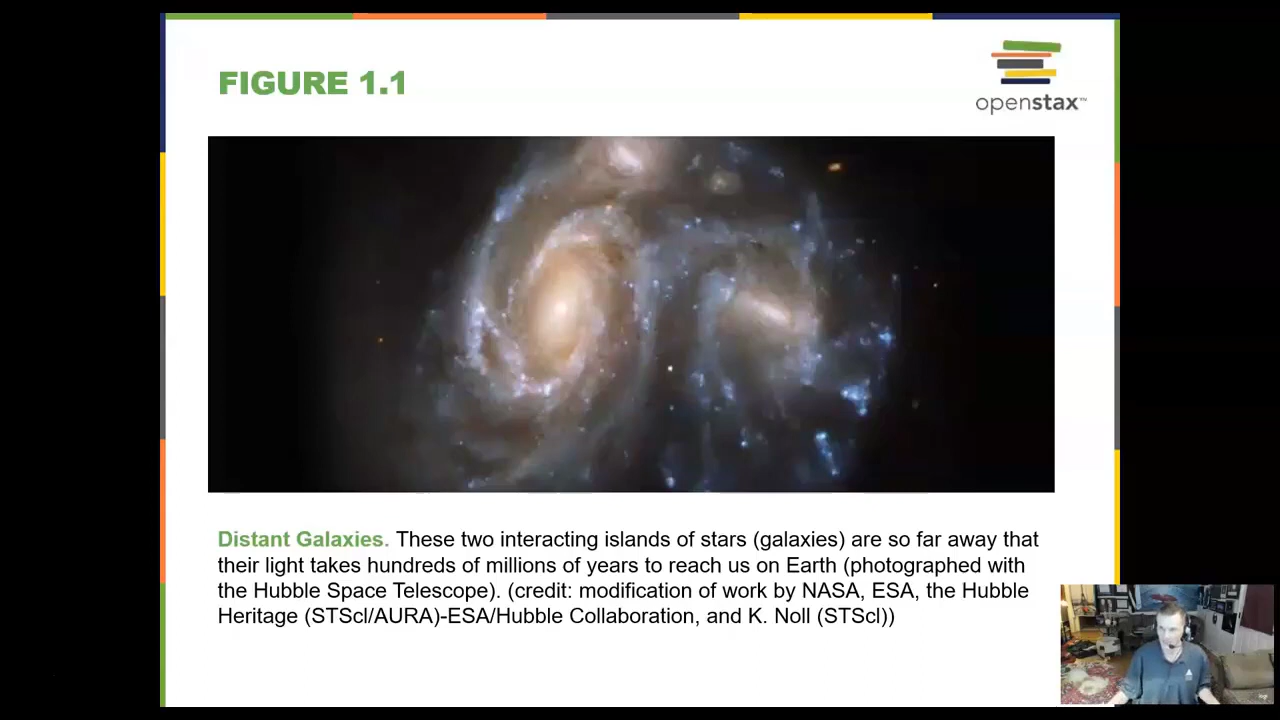 FIGURE 1.1
openstax™
Distant Galaxies. These two interacting islands of stars (galaxies) are so far away that
their light takes hundreds of millions of years to reach us on Earth (photographed with
the Hubble Space Telescope). (credit: modification of work by NASA, ESA, the Hubble
Heritage (STScl/AURA)-ESA/Hubble Collaboration, and K. Noll (STScl))